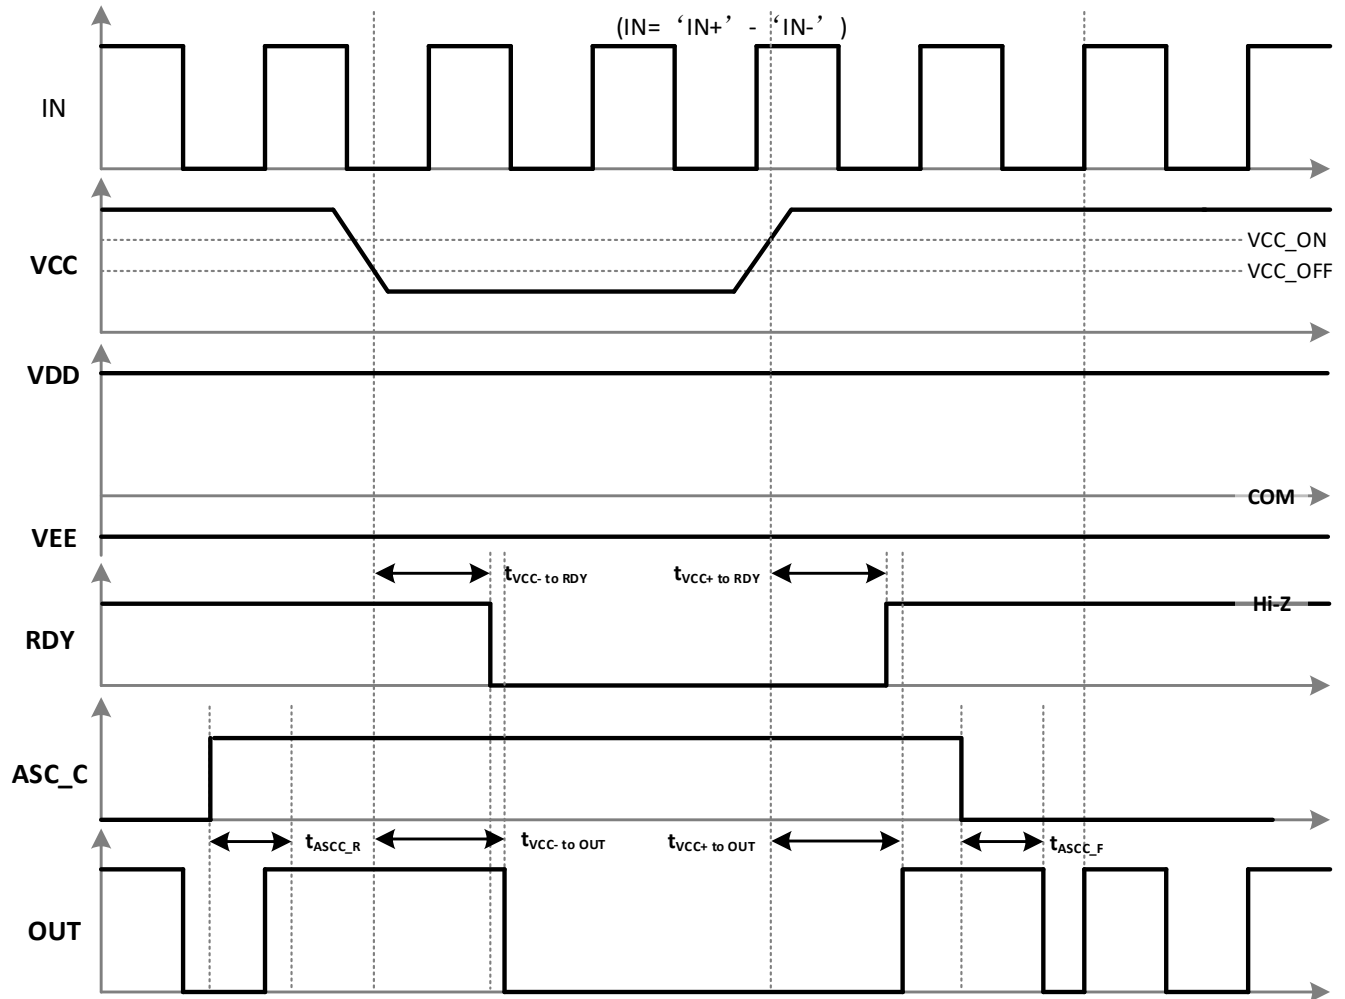 (IN= ‘IN+’ - ‘IN-’ )
IN
VCC_ON
VCC
VCC_OFF
VDD
COM
VEE
tVCC- to RDY
tVCC+ to RDY
Hi-Z
RDY
ASC_C
tASCC_R
tVCC- to OUT
tVCC+ to OUT
tASCC_F
OUT